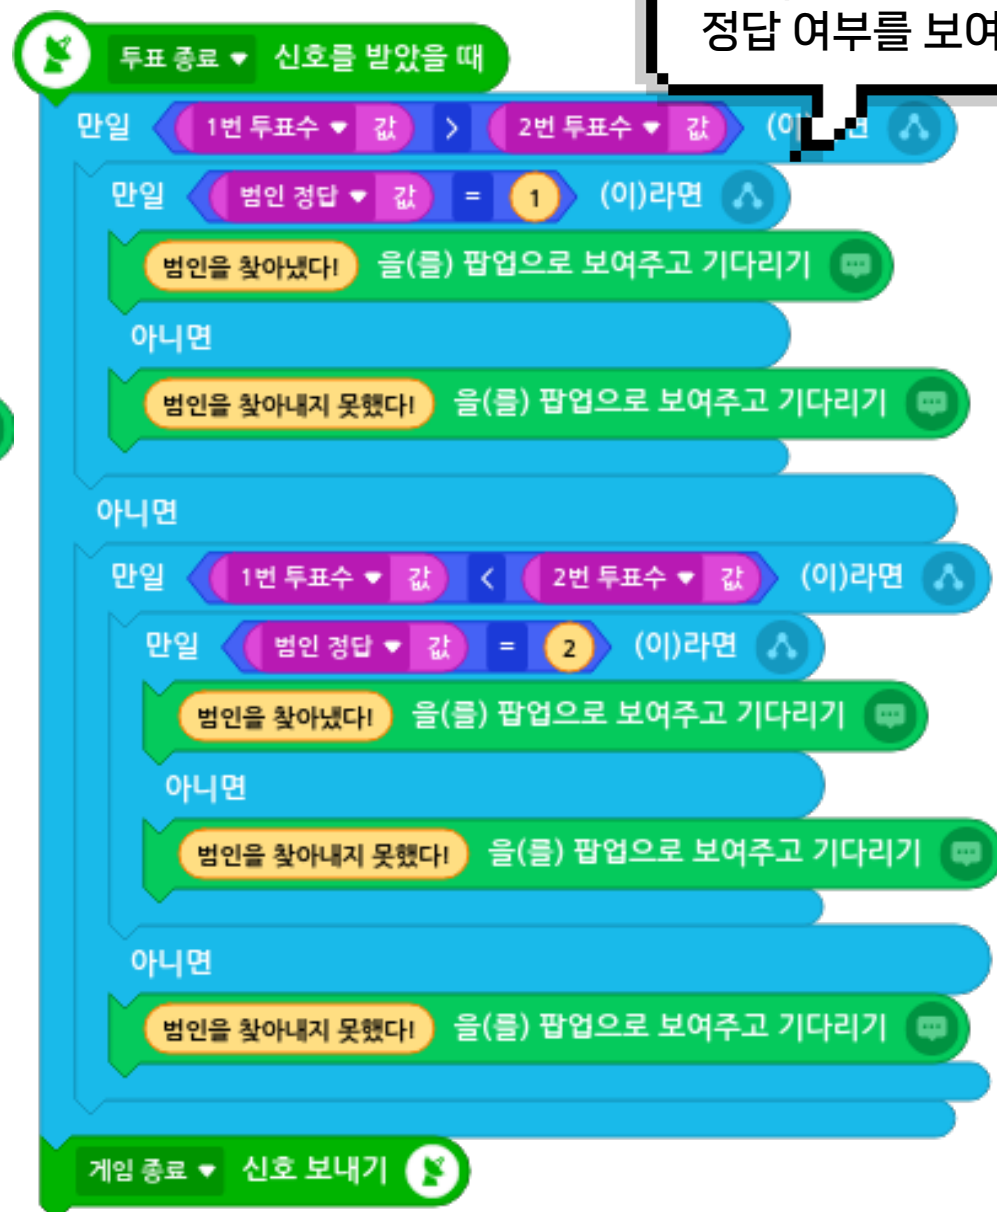 정답 여부를 보여
투표 종료 신호를 받았을 때
만일 1번 투표수 값 > 2번 투표수 값 (이)라면
만일 범인 정답 값 = 1 (이)라면
범인을 찾아냈다! 을(를) 팝업으로 보여주고 기다리기
아니면
범인을 찾아내지 못했다! 을(를) 팝업으로 보여주고 기다리기
아니면
만일 1번 투표수 값 < 2번 투표수 값 (이)라면
만일 범인 정답 값 = 2 (이)라면
범인을 찾아냈다! 을(를) 팝업으로 보여주고 기다리기
아니면
범인을 찾아내지 못했다! 을(를) 팝업으로 보여주고 기다리기
아니면
범인을 찾아내지 못했다! 을(를) 팝업으로 보여주고 기다리기
게임 종료 신호 보내기